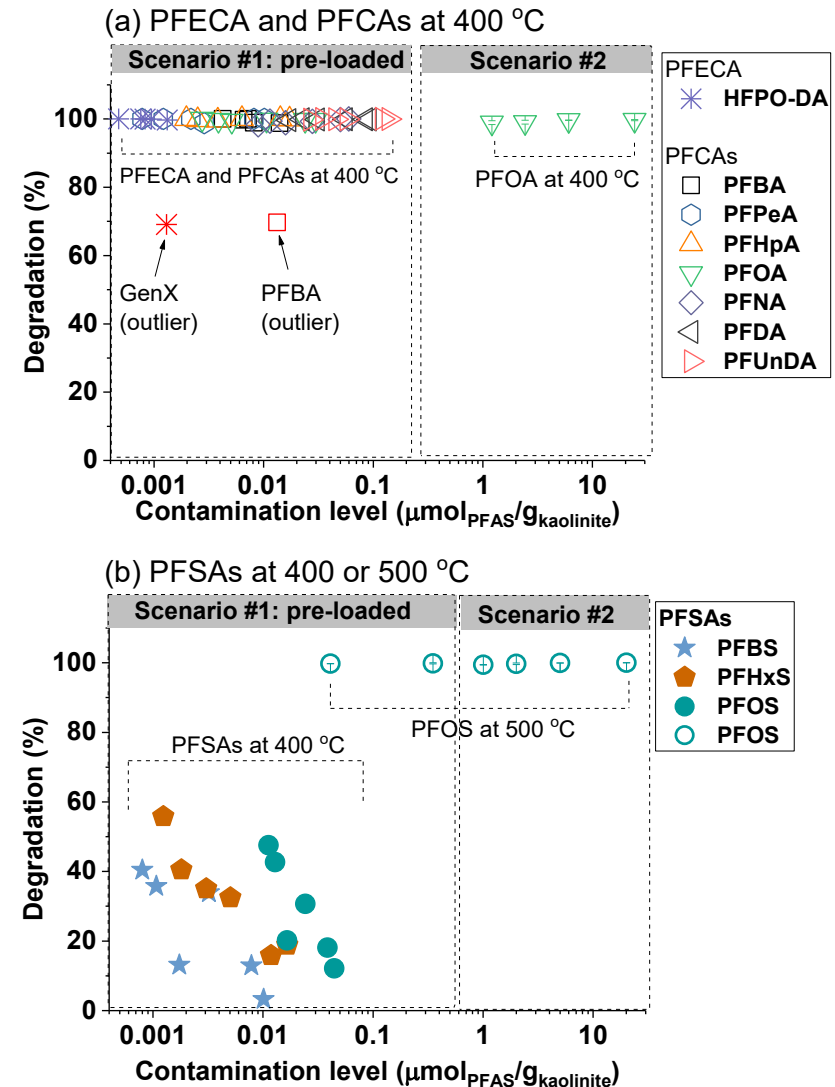 (a) PFECA and PFCAs at 400 °C
Scenario #1: pre-loaded
Scenario #2
100
80
60
40
20
0
Degradation (%)
PFECA and PFCAs at 400 °C
PFOA at 400 °C
GenX
(outlier)
PFBA
(outlier)
0.001
0.01
0.1
1
10
Contamination level (μmolPFAS/gkaolinite)
PFECA
HFPO-DA
PFCAs
PFBA
PFPeA
PFHpA
PFOA
PFNA
PFDA
PFUnDA
(b) PFSAs at 400 or 500 °C
Scenario #1: pre-loaded
Scenario #2
100
80
60
40
20
0
Degradation (%)
PFSAs at 400 °C
PFOS at 500 °C
0.001
0.01
0.1
1
10
Contamination level (μmolPFAS/gkaolinite)
PFSAs
PFBS
PFHxS
PFOS
PFOS